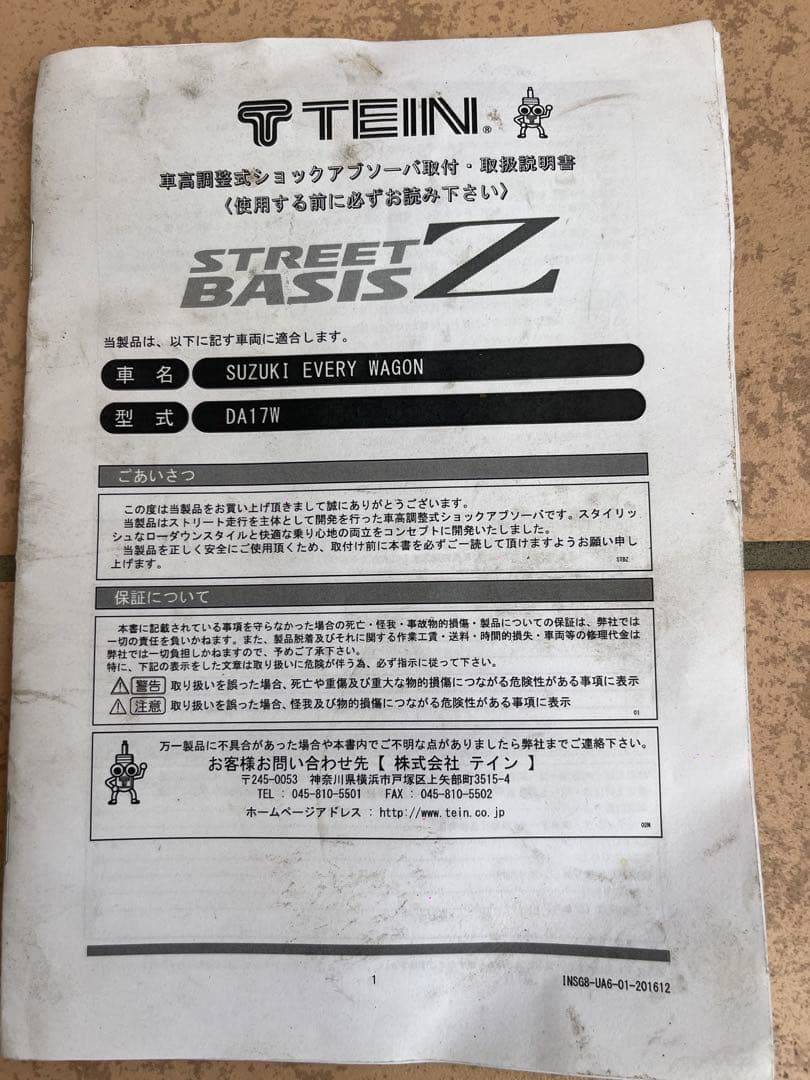 TEIN®
車高調整式ショックアブソーバ取付・取扱説明書
〈使用する前に必ずお読み下さい〉
STREET
BASIS Z
当製品は、以下に記す車両に適合します。
車 名 SUZUKI EVERY WAGON
型 式 DA17W
ごあいさつ
この度は当製品をお買い上げ頂きまして誠にありがとうございます。
当製品はストリート走行を主体として開発を行った車高調整式ショックアブソーバです。スタイリッ
シュなローダウンスタイルと快適な乗り心地の両立をコンセプトに開発いたしました。
当製品を正しく安全にご使用頂くため、取付け前に本書を必ずご一読して頂けますようお願い申し
上げます。
STBZ
保証について
本書に記載されている事項を守らなかった場合の死亡・怪我・事故物的損傷・製品についての保証は、弊社では
一切の責任を負いかねます。また、製品脱着及びそれに関する作業工賃・送料・時間的損失・車両等の修理代金は
弊社では一切負担しかねますので、予めご了承下さい。
特に、下記の表示をした文章は取り扱いに危険が伴う為、必ず指示に従って下さい。
警告 取り扱いを誤った場合、死亡や重傷及び重大な物的損傷につながる危険性がある事項に表示
注意 取り扱いを誤った場合、怪我及び物的損傷につながる危険性がある事項に表示
01
万一製品に不具合があった場合や本書内でご不明な点がありましたら弊社までご連絡下さい。
お客様お問い合わせ先【 株式会社 テイン 】
〒245-0053 神奈川県横浜市戸塚区上矢部町3515-4
TEL : 045-810-5501 FAX : 045-810-5502
ホームページアドレス : http://www.tein.co.jp
1
INSG8-UA6-01-201612